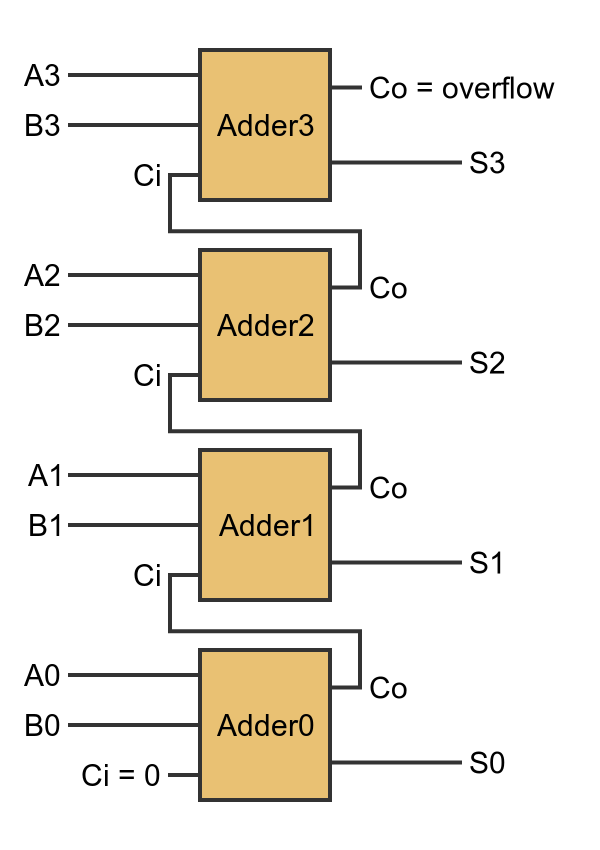 A3
Co = overflow
B3
Adder3
Ci
S3
A2
Co
B2
Adder2
Ci
S2
A1
Co
B1
Adder1
Ci
S1
A0
Co
B0
Adder0
Ci = 0
S0